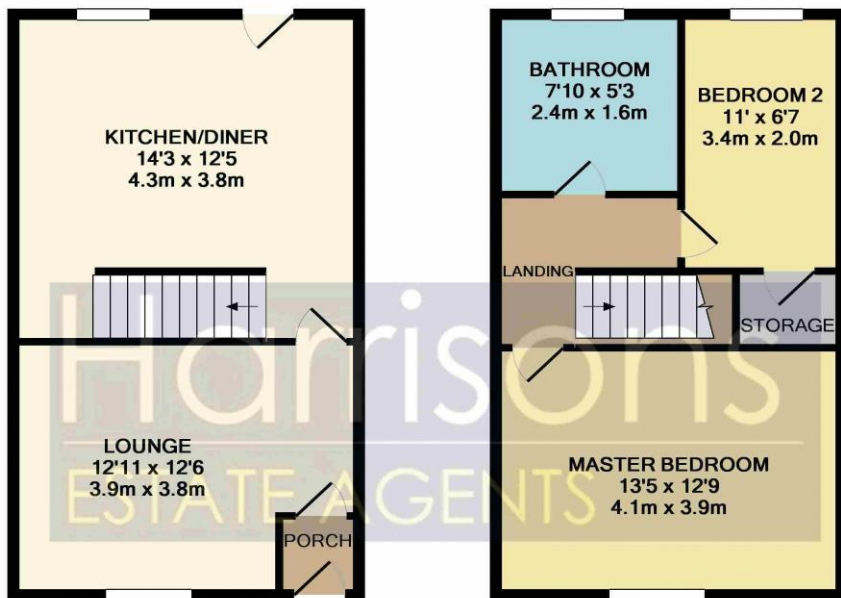 KITCHEN/DINER
14'3 x 12'5
4.3m x 3.8m
LOUNGE
12'11 x 12'6
3.9m x 3.8m
PORCH
BATHROOM
7'10 x 5'3
2.4m x 1.6m
BEDROOM 2
11' x 6'7
3.4m x 2.0m
LANDING
STORAGE
MASTER BEDROOM
13'5 x 12'9
4.1m x 3.9m
Harrisons
ESTATE AGENTS